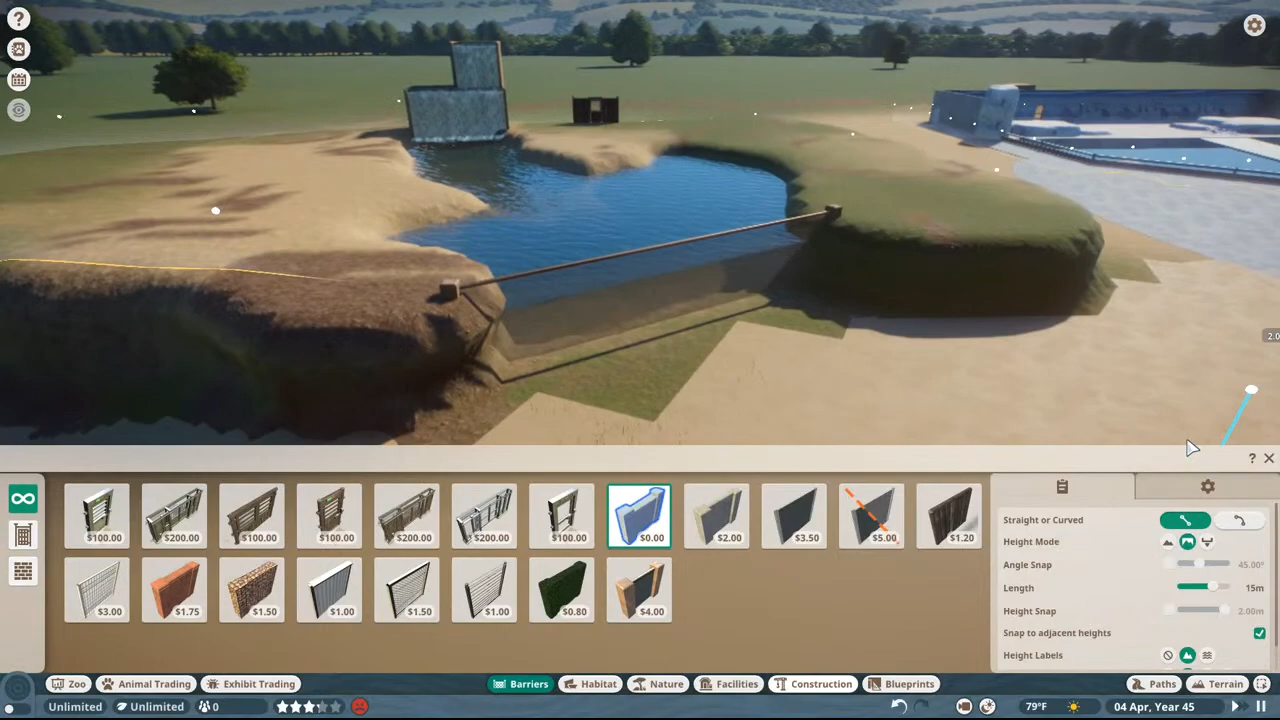 ?
2.0
?
$100.00 $200.00 $100.00 $100.00 $200.00 $200.00 $100.00 $0.00 $2.00 $3.50 $5.00 $1.20
$3.00 $1.75 $1.50 $1.00 $1.50 $1.00 $0.80 $4.00
Straight or Curved
Height Mode
Angle Snap 45.00°
Length 15m
Height Snap 2.00m
Snap to adjacent heights
Height Labels
Zoo Animal Trading Exhibit Trading Barriers Habitat Nature Facilities Construction Blueprints Paths Terrain
Unlimited Unlimited 0 79°F 04 Apr, Year 45